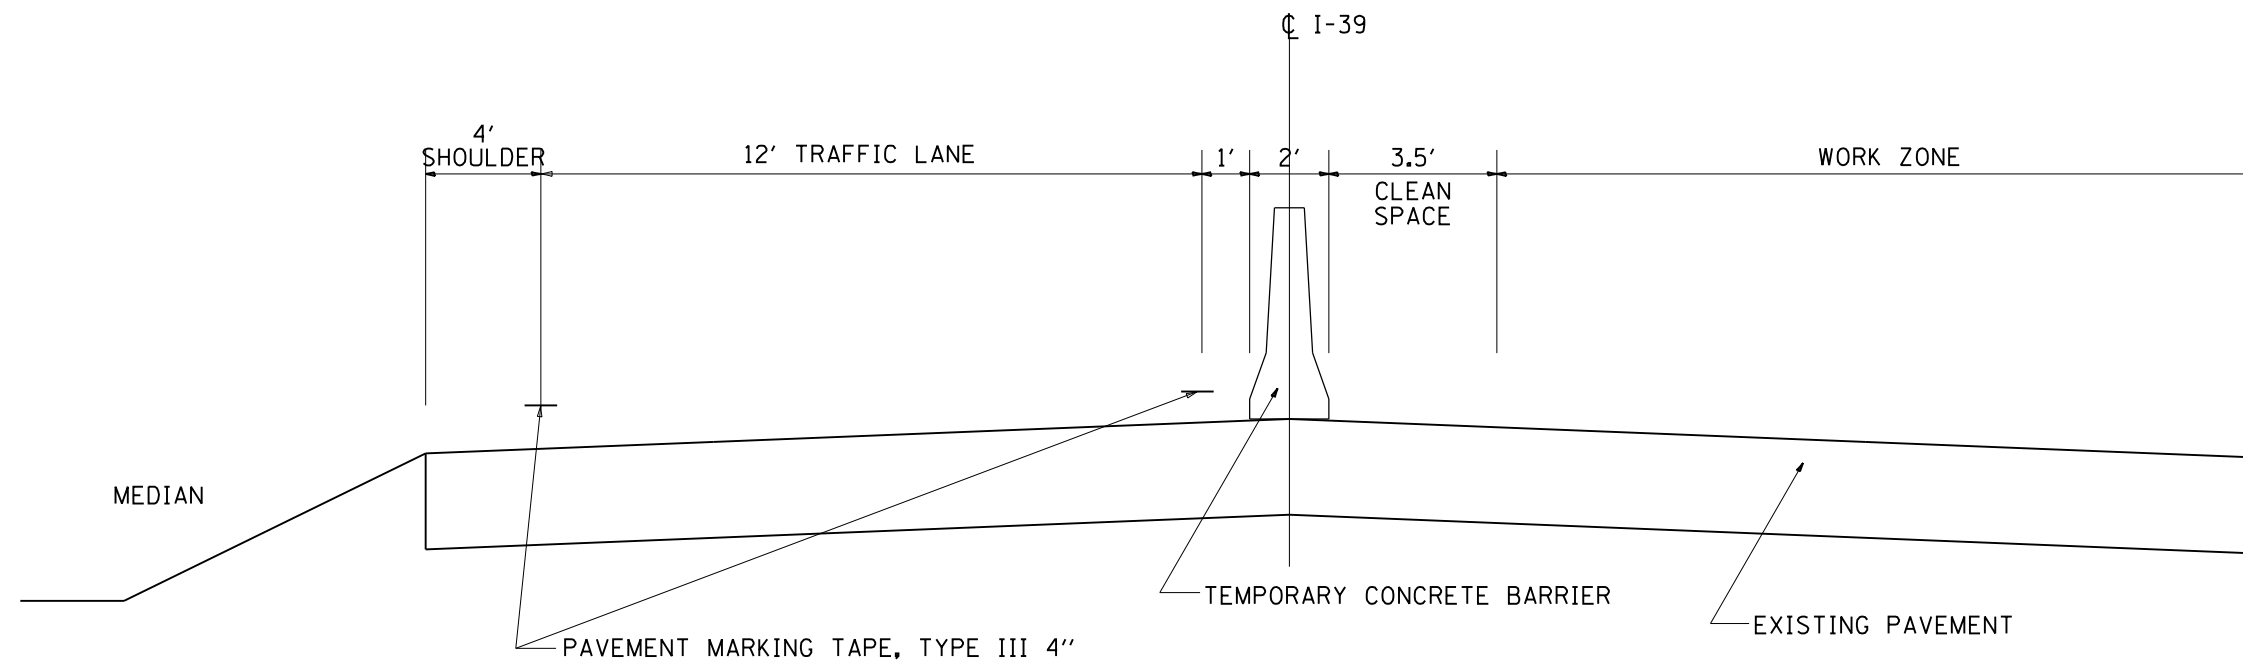 ℄ I-39
4′
SHOULDER
12′ TRAFFIC LANE
1′
2′
3.5′
CLEAN
SPACE
WORK ZONE
MEDIAN
TEMPORARY CONCRETE BARRIER
EXISTING PAVEMENT
PAVEMENT MARKING TAPE, TYPE III 4′′